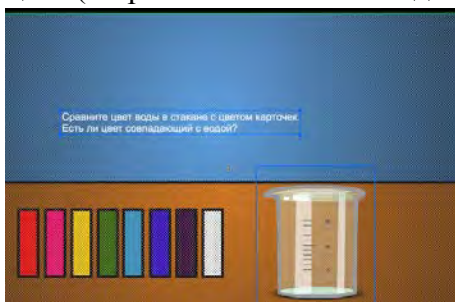 Сравните цвет воды в стакане с цветом карточек.
Есть ли цвет совпадающий с водой?